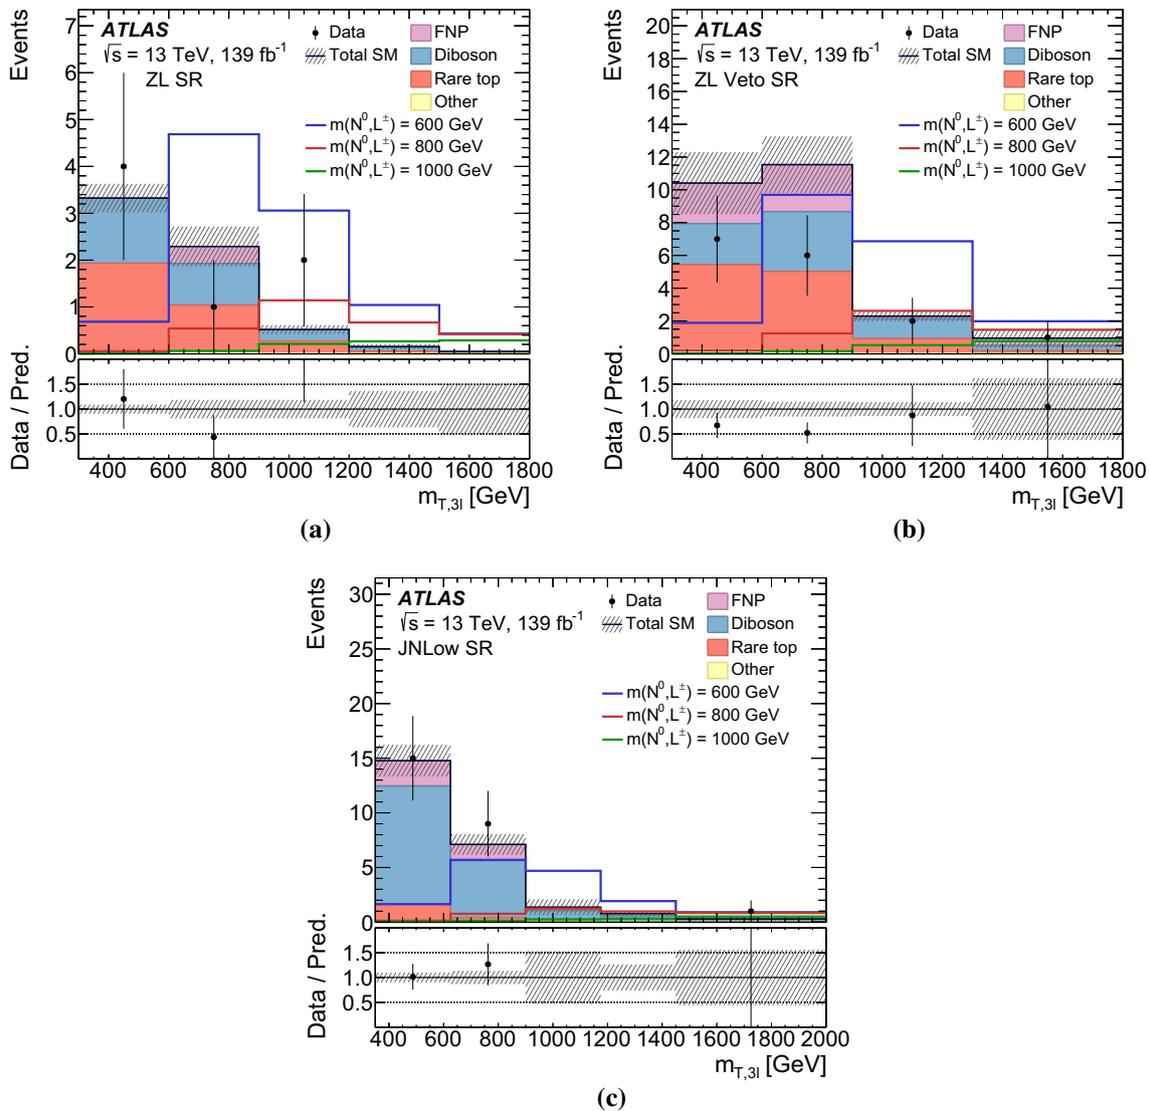 Events
7
6
5
4
3
2
1
0
ATLAS
√s = 13 TeV, 139 fb-1
ZL SR
Data
Total SM
FNP
Diboson
Rare top
Other
m(N0,L±) = 600 GeV
m(N0,L±) = 800 GeV
m(N0,L±) = 1000 GeV
Data / Pred.
1.5
1.0
0.5
400 600 800 1000 1200 1400 1600 1800
mT,3l [GeV]
(a)
Events
20
18
16
14
12
10
8
6
4
2
0
ATLAS
√s = 13 TeV, 139 fb-1
ZL Veto SR
Data
Total SM
FNP
Diboson
Rare top
Other
m(N0,L±) = 600 GeV
m(N0,L±) = 800 GeV
m(N0,L±) = 1000 GeV
Data / Pred.
1.5
1.0
0.5
400 600 800 1000 1200 1400 1600 1800
mT,3l [GeV]
(b)
Events
30
25
20
15
10
5
0
ATLAS
√s = 13 TeV, 139 fb-1
JNLow SR
Data
Total SM
FNP
Diboson
Rare top
Other
m(N0,L±) = 600 GeV
m(N0,L±) = 800 GeV
m(N0,L±) = 1000 GeV
Data / Pred.
1.5
1.0
0.5
400 600 800 1000 1200 1400 1600 1800 2000
mT,3l [GeV]
(c)